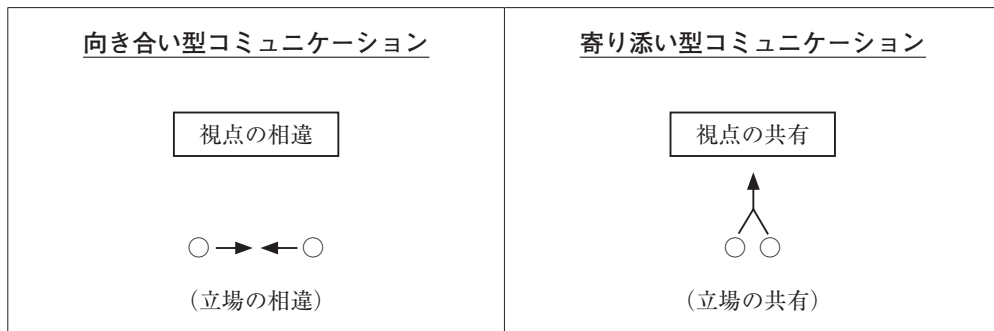 向き合い型コミュニケーション
視点の相違
(立場の相違)
寄り添い型コミュニケーション
視点の共有
(立場の共有)